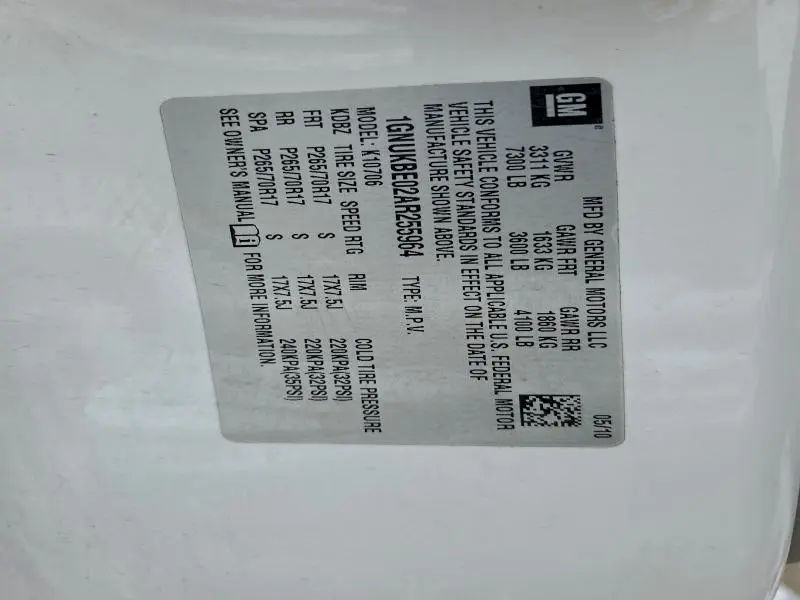 GM®
MFD BY GENERAL MOTORS LLC 05/10
GVWR GAWR FRT GAWR RR
3311 KG 1633 KG 1860 KG
7300 LB 3600 LB 4100 LB
THIS VEHICLE CONFORMS TO ALL APPLICABLE U.S. FEDERAL MOTOR
VEHICLE SAFETY STANDARDS IN EFFECT ON THE DATE OF
MANUFACTURE SHOWN ABOVE.
1GNUKBE02AR255964 TYPE: M.P.V.
MODEL: K10706
KDBZ TIRE SIZE SPEED RTG RIM COLD TIRE PRESSURE
FRT P265/70R17 S 17X7.5J 220KPA(32PSI)
RR P265/70R17 S 17X7.5J 220KPA(32PSI)
SPA P265/70R17 S 17X7.5J 240KPA(35PSI)
SEE OWNER'S MANUAL FOR MORE INFORMATION.